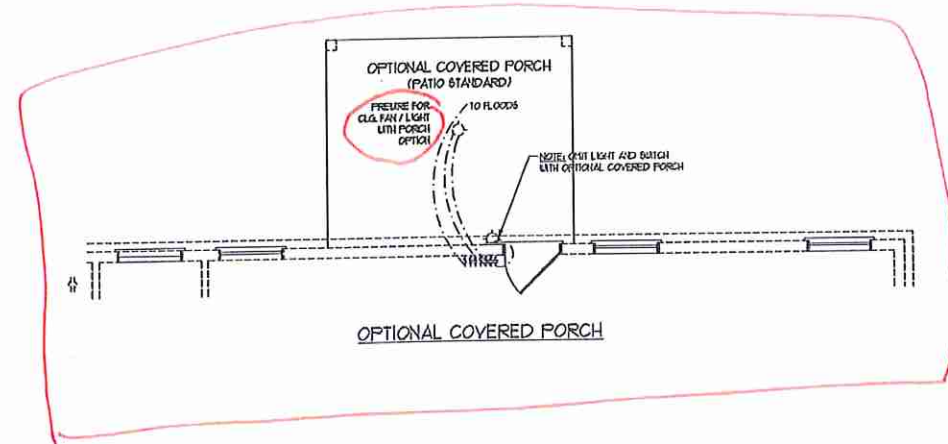 OPTIONAL COVERED PORCH
(PATIO STANDARD)
PREWIRE FOR
CLG. FAN / LIGHT
WITH PORCH
OPTION
TO FLOODS
NOTE: OMIT LIGHT AND SWITCH
WITH OPTIONAL COVERED PORCH
OPTIONAL COVERED PORCH